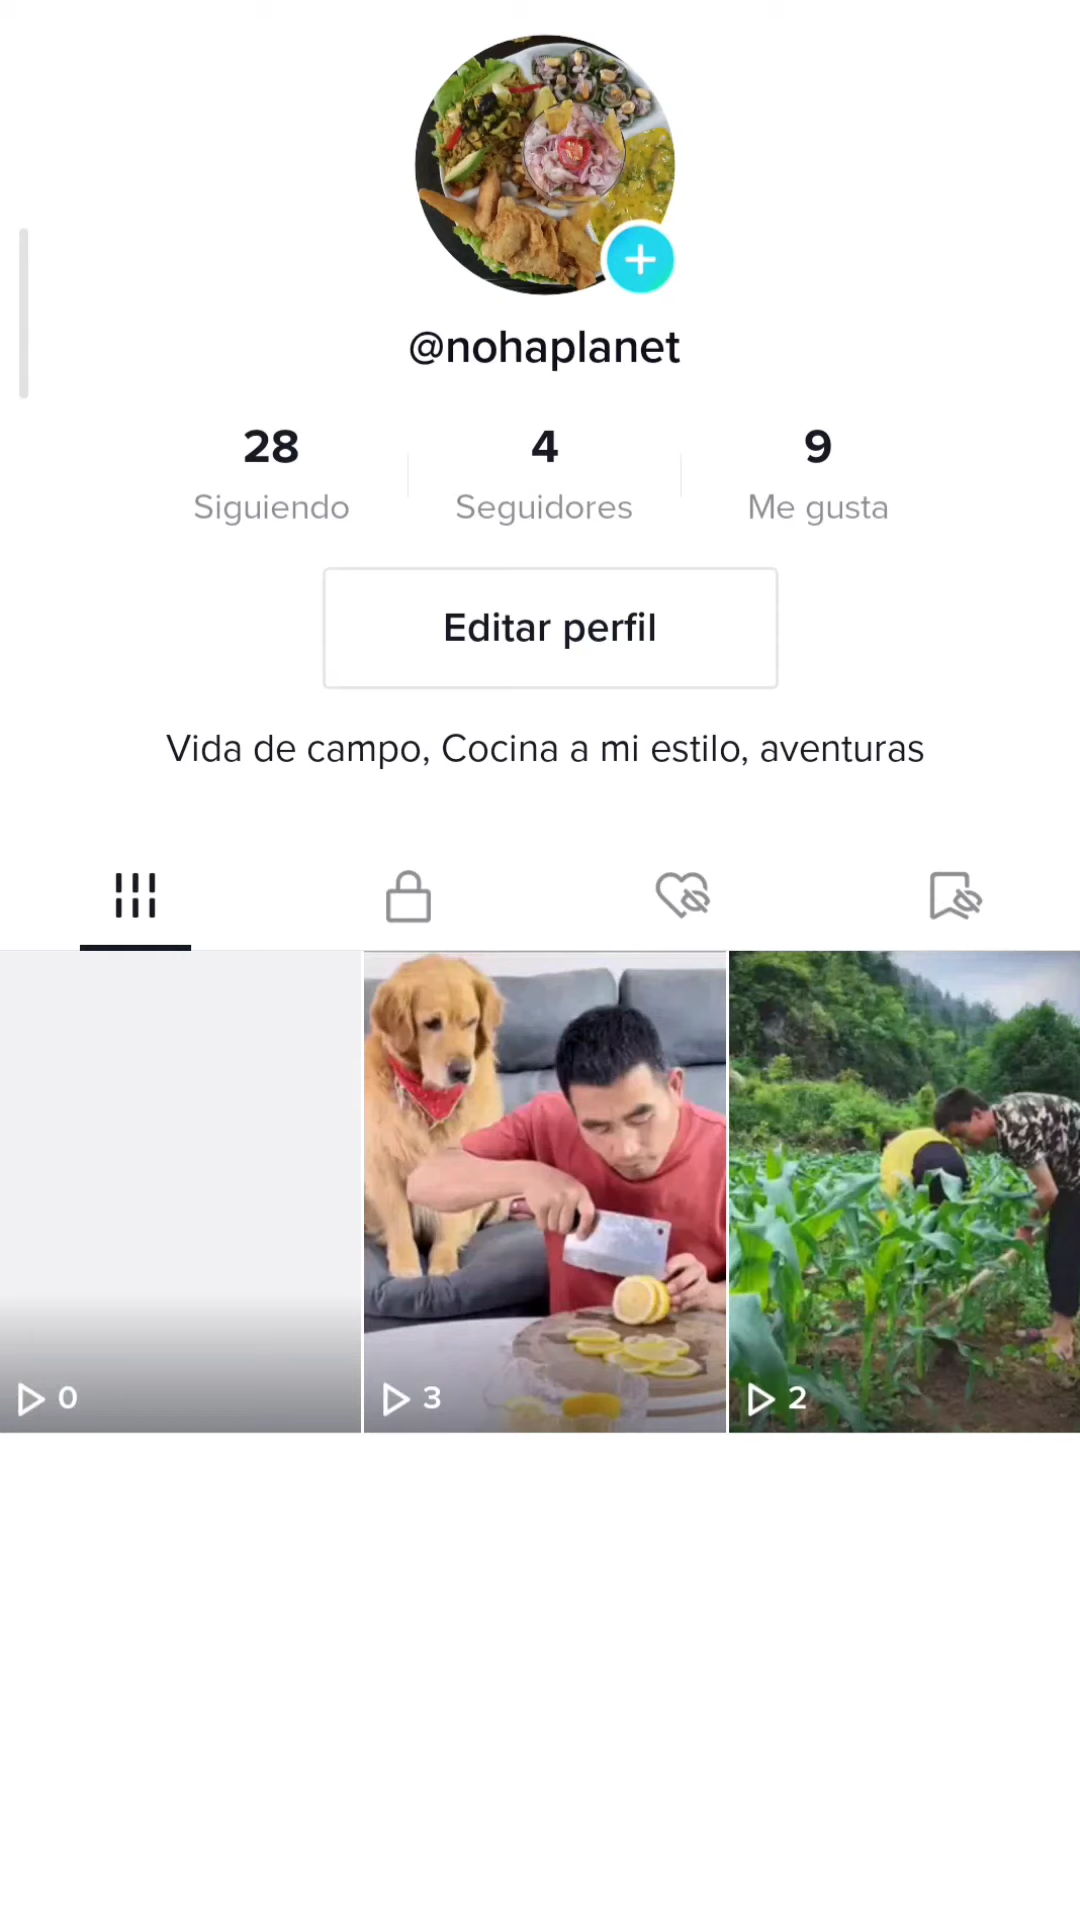 @nohaplanet
28 4 9
Siguiendo Seguidores Me gusta
Editar perfil
Vida de campo, Cocina a mi estilo, aventuras
0 3 2